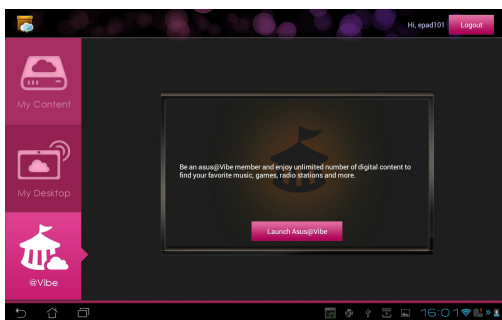 Hi, epad101
Logout
My Content
My Desktop
@Vibe
Be an asus@Vibe member and enjoy unlimited number of digital content to
find your favorite music, games, radio stations and more.
Launch Asus@Vibe
16:01